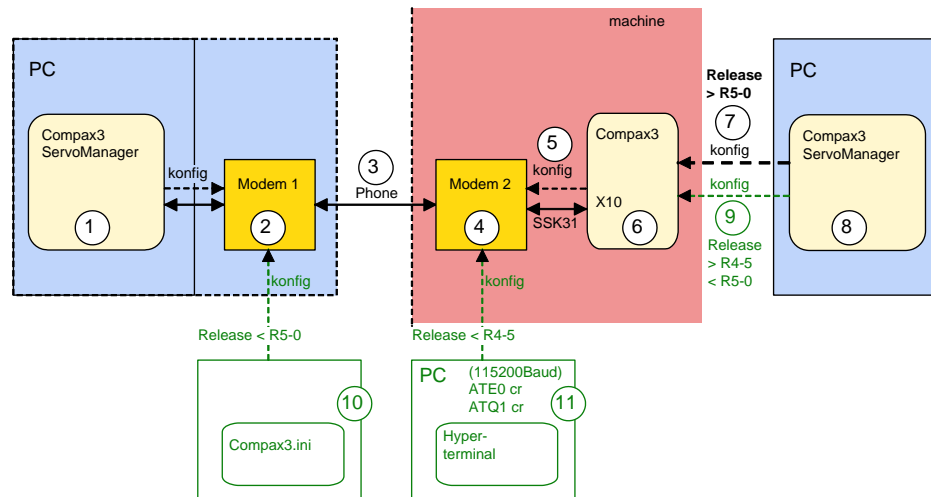 machine
PC
Compax3
ServoManager
1
konfig
Modem 1
2
3
Phone
Modem 2
4
5
konfig
SSK31
Compax3
X10
6
Release
> R5-0
7
konfig
konfig
9
Release
> R4-5
< R5-0
PC
Compax3
ServoManager
8
konfig
Release < R5-0
konfig
Release < R4-5
10
Compax3.ini
PC
(115200Baud)
ATE0 cr
ATQ1 cr
11
Hyper-
terminal